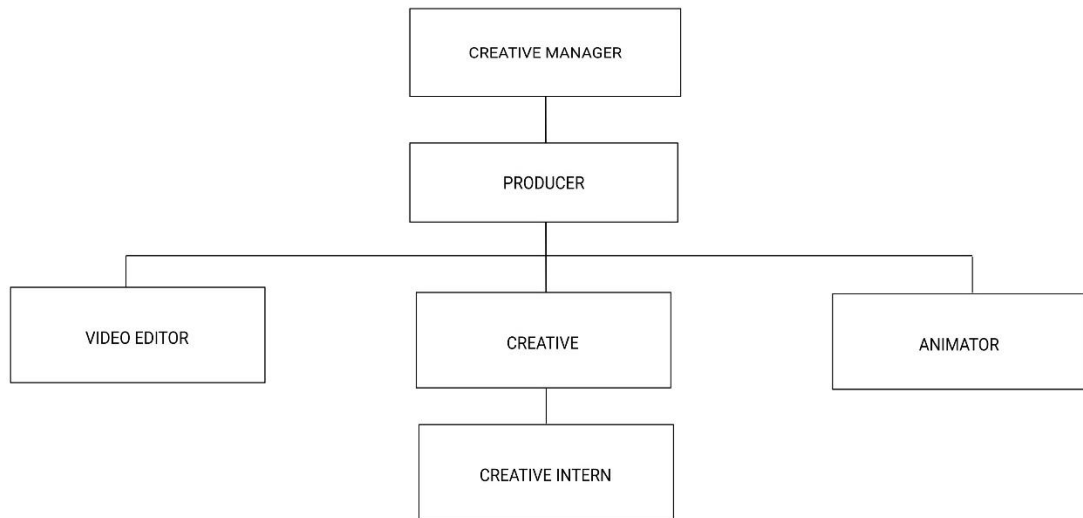 CREATIVE MANAGER
PRODUCER
VIDEO EDITOR
CREATIVE
ANIMATOR
CREATIVE INTERN